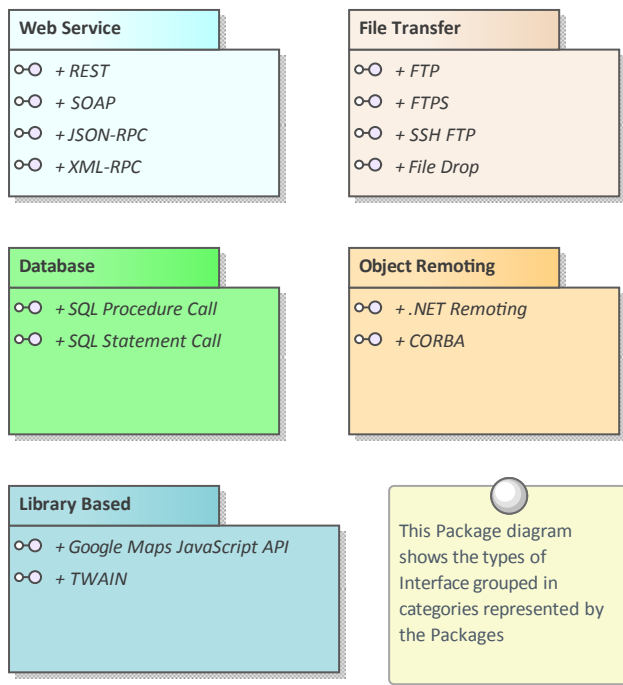 Web Service
+ REST
+ SOAP
+ JSON-RPC
+ XML-RPC
File Transfer
+ FTP
+ FTPS
+ SSH FTP
+ File Drop
Database
+ SQL Procedure Call
+ SQL Statement Call
Object Remoting
+ .NET Remoting
+ CORBA
Library Based
+ Google Maps JavaScript API
+ TWAIN
This Package diagram
shows the types of
Interface grouped in
categories represented by
the Packages